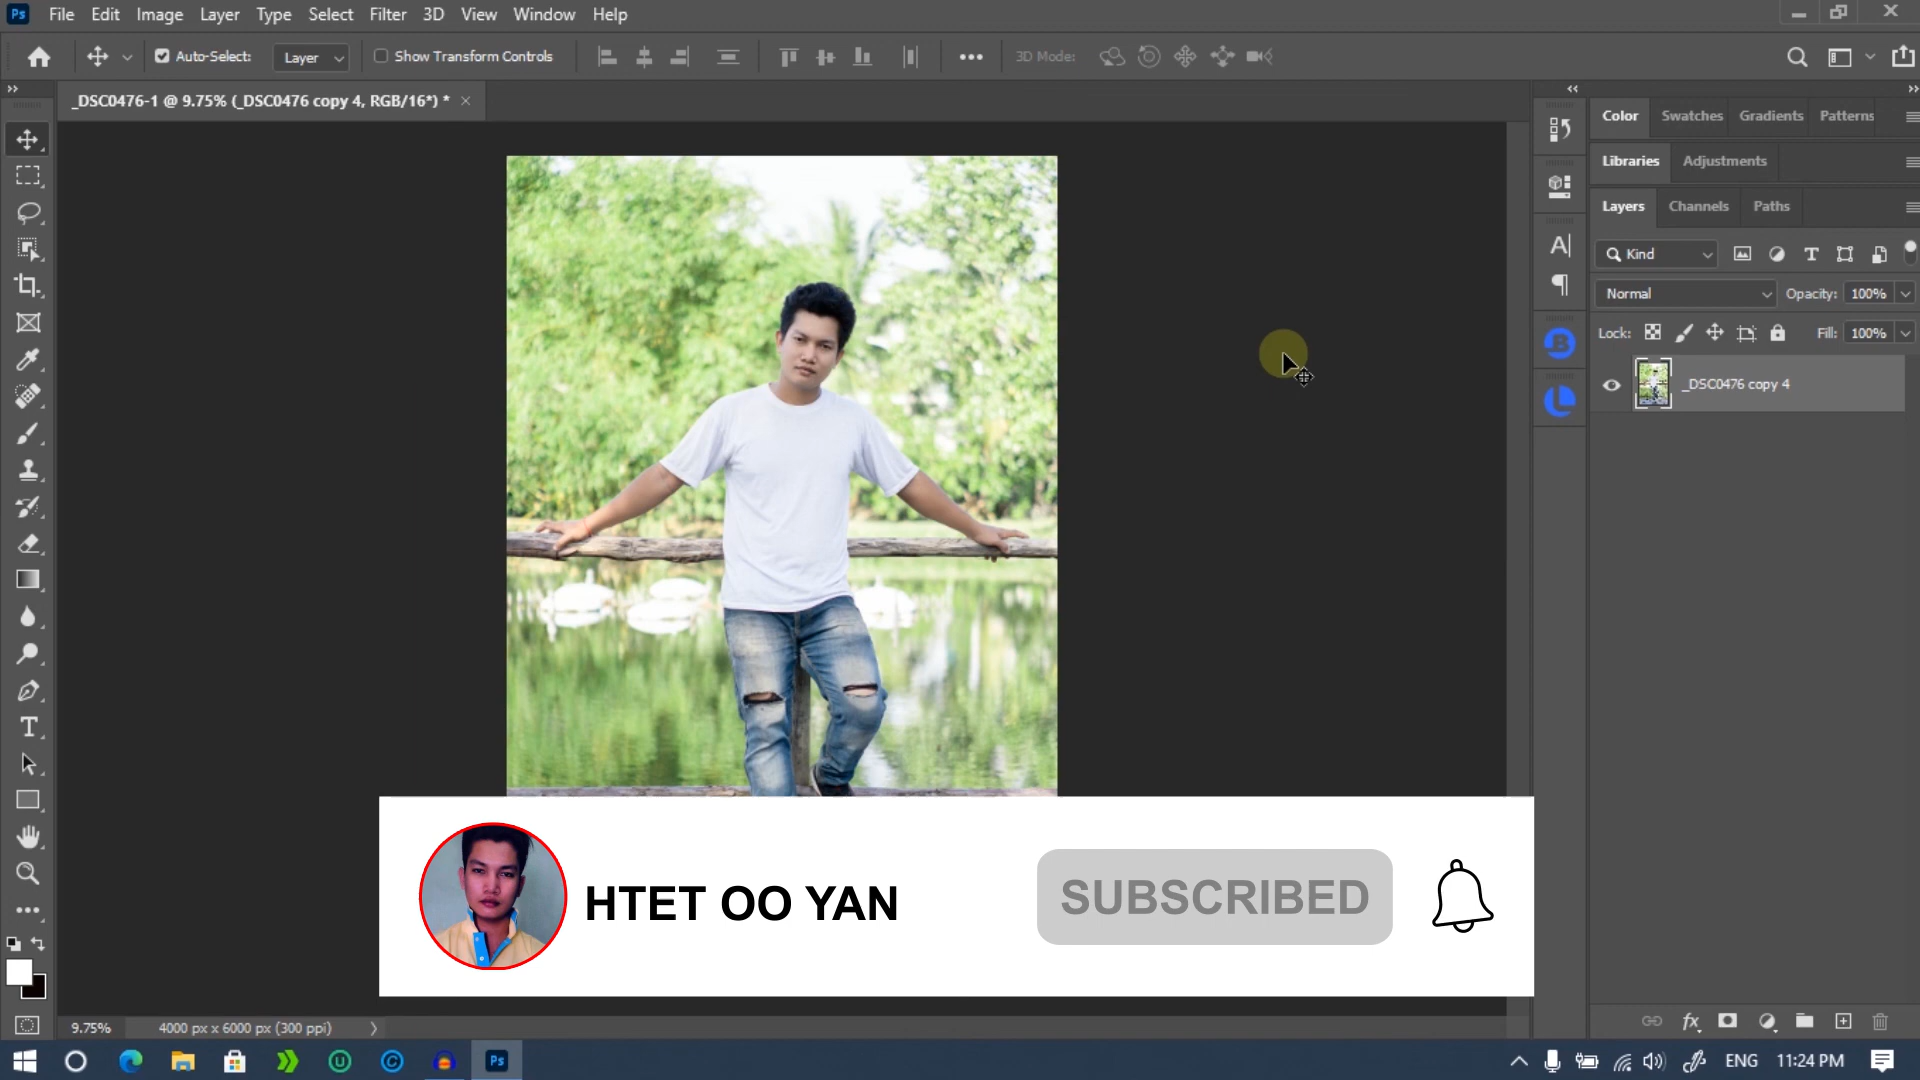 Ps File Edit Image Layer Type Select Filter 3D View Window Help
Auto-Select: Layer Show Transform Controls 3D Mode:
_DSC0476-1 @ 9.75% (_DSC0476 copy 4, RGB/16*) *
Color Swatches Gradients Patterns
Libraries Adjustments
Layers Channels Paths
Kind
Normal Opacity: 100%
Lock: Fill: 100%
_DSC0476 copy 4
HTET OO YAN SUBSCRIBED
9.75% 4000 px x 6000 px (300 ppi)
fx
Ps ENG 11:24 PM